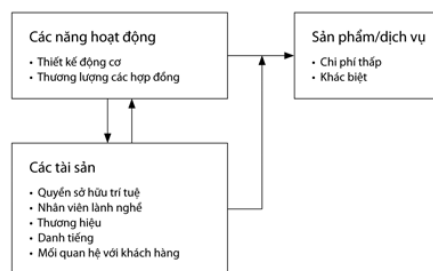 Các năng hoạt động
• Thiết kế động cơ
• Thương lượng các hợp đồng
Sản phẩm/dịch vụ
• Chi phí thấp
• Khác biệt
Các tài sản
• Quyền sở hữu trí tuệ
• Nhân viên lành nghề
• Thương hiệu
• Danh tiếng
• Mối quan hệ với khách hàng